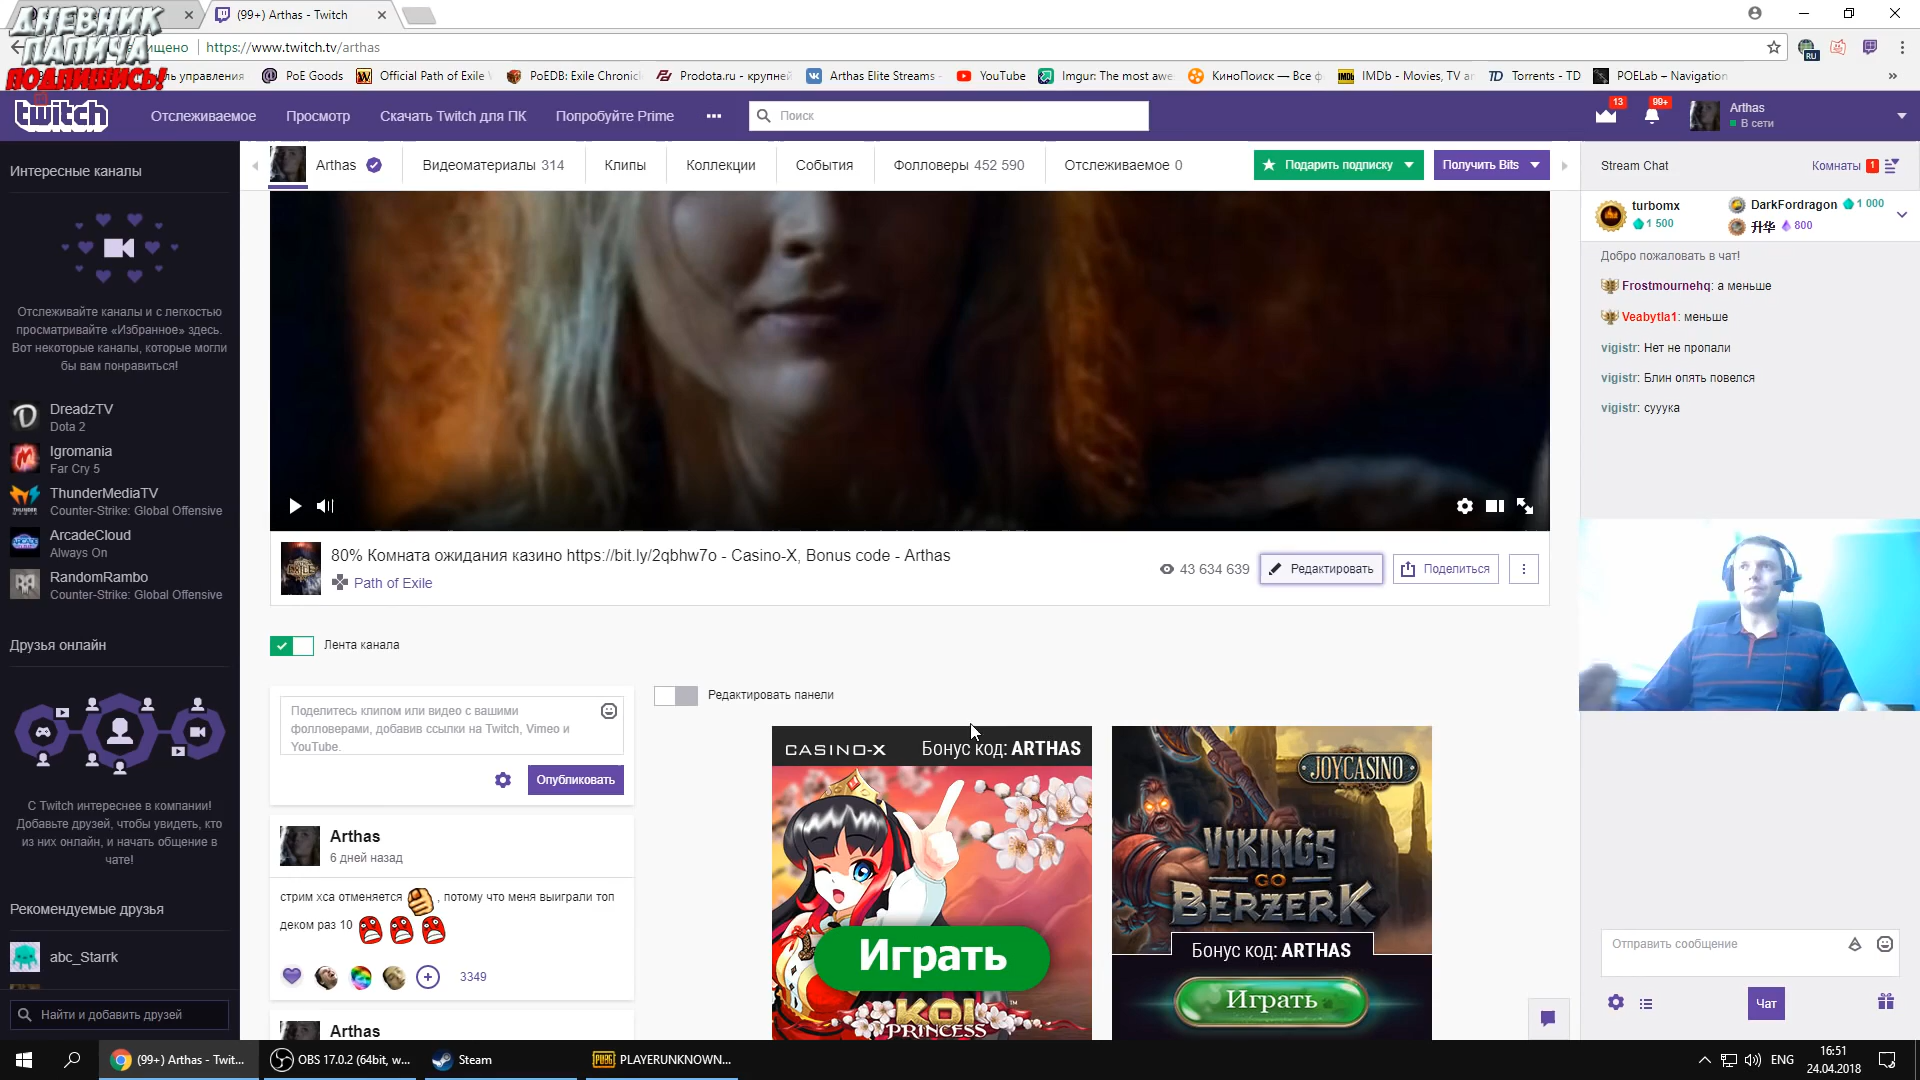 ДНЕВНИК
ПАПИЧА
ПОДПИШИСЬ!
(99+) Arthas - Twitch
https://www.twitch.tv/arthas
управления
PoE Goods
Official Path of Exile
PoEDB: Exile Chronic
Prodota.ru - крупней
Arthas Elite Streams -
YouTube
Imgur: The most awe
КиноПоиск — Все ф
IMDb - Movies, TV ar
Torrents - TD
POELab – Navigation
RU
twitch
Отслеживаемое
Просмотр
Скачать Twitch для ПК
Попробуйте Prime
Поиск
13
99+
Arthas
В сети
Интересные каналы
Отслеживайте каналы и с легкостью
просматривайте «Избранное» здесь.
Вот некоторые каналы, которые могли
бы вам понравиться!
DreadzTV
Dota 2
Igromania
Far Cry 5
ThunderMediaTV
Counter-Strike: Global Offensive
ArcadeCloud
Always On
RandomRambo
Counter-Strike: Global Offensive
Друзья онлайн
С Twitch интереснее в компании!
Добавьте друзей, чтобы увидеть, кто
из них онлайн, и начать общение в
чате!
Рекомендуемые друзья
abc_Starrk
Найти и добавить друзей
Arthas
Видеоматериалы 314
Клипы
Коллекции
События
Фолловеры 452 590
Отслеживаемое 0
Подарить подписку
Получить Bits
80% Комната ожидания казино https://bit.ly/2qbhw7o - Casino-X, Bonus code - Arthas
Path of Exile
43 634 639
Редактировать
Поделиться
Лента канала
Поделитесь клипом или видео с вашими
фолловерами, добавив ссылки на Twitch, Vimeo и
YouTube.
Опубликовать
Arthas
6 дней назад
стрим хса отменяется , потому что меня выиграли топ
деком раз 10
3349
Arthas
Редактировать панели
CASINO-X
Бонус код: ARTHAS
Играть
KOI
PRINCESS
JOYCASINO
VIKINGS
GO
BERZERK
Бонус код: ARTHAS
Играть
Stream Chat
Комнаты 1
turbomx
1 500
DarkFordragon 1 000
升华 800
Добро пожаловать в чат!
Frostmournehq: а меньше
Veabytla1: меньше
vigistr: Нет не пропали
vigistr: Блин опять повелся
vigistr: сууука
Отправить сообщение
Чат
(99+) Arthas - Twit...
OBS 17.0.2 (64bit, w...
Steam
PLAYERUNKNOWN...
ENG
16:51
24.04.2018